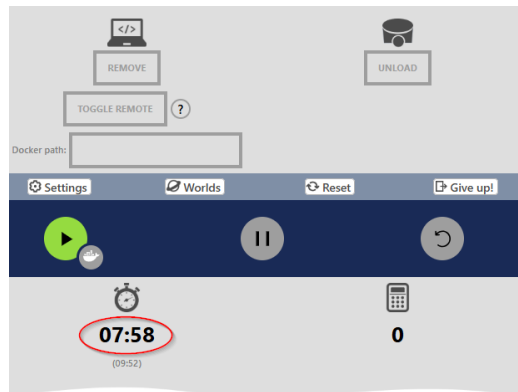 </>
REMOVE
UNLOAD
TOGGLE REMOTE ?
Docker path:
Settings Worlds Reset Give up!
07:58 0
(09:52)